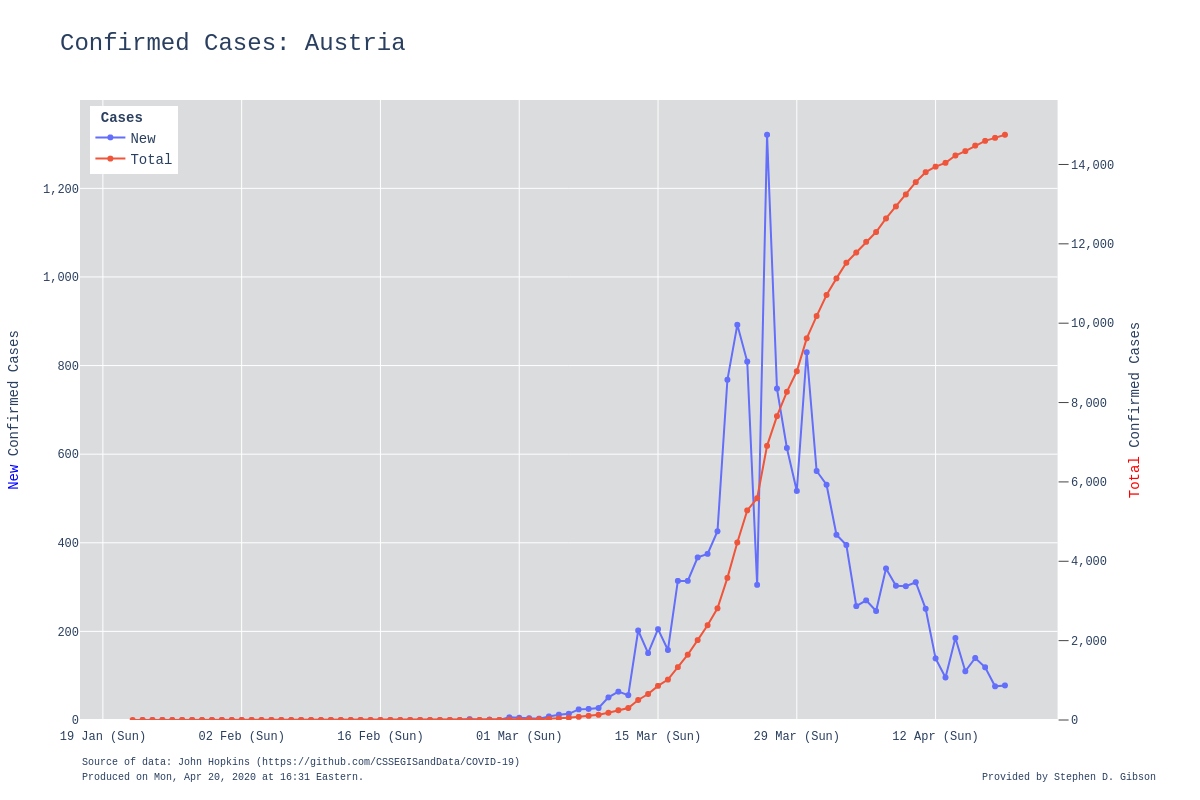 Confirmed Cases: Austria
Cases
New
Total
1,200
1,000
800
600
400
200
0
14,000
12,000
10,000
8,000
6,000
4,000
2,000
0
New Confirmed Cases
Total Confirmed Cases
19 Jan (Sun) 02 Feb (Sun) 16 Feb (Sun) 01 Mar (Sun) 15 Mar (Sun) 29 Mar (Sun) 12 Apr (Sun)
Source of data: John Hopkins (https://github.com/CSSEGISandData/COVID-19)
Produced on Mon, Apr 20, 2020 at 16:31 Eastern.
Provided by Stephen D. Gibson